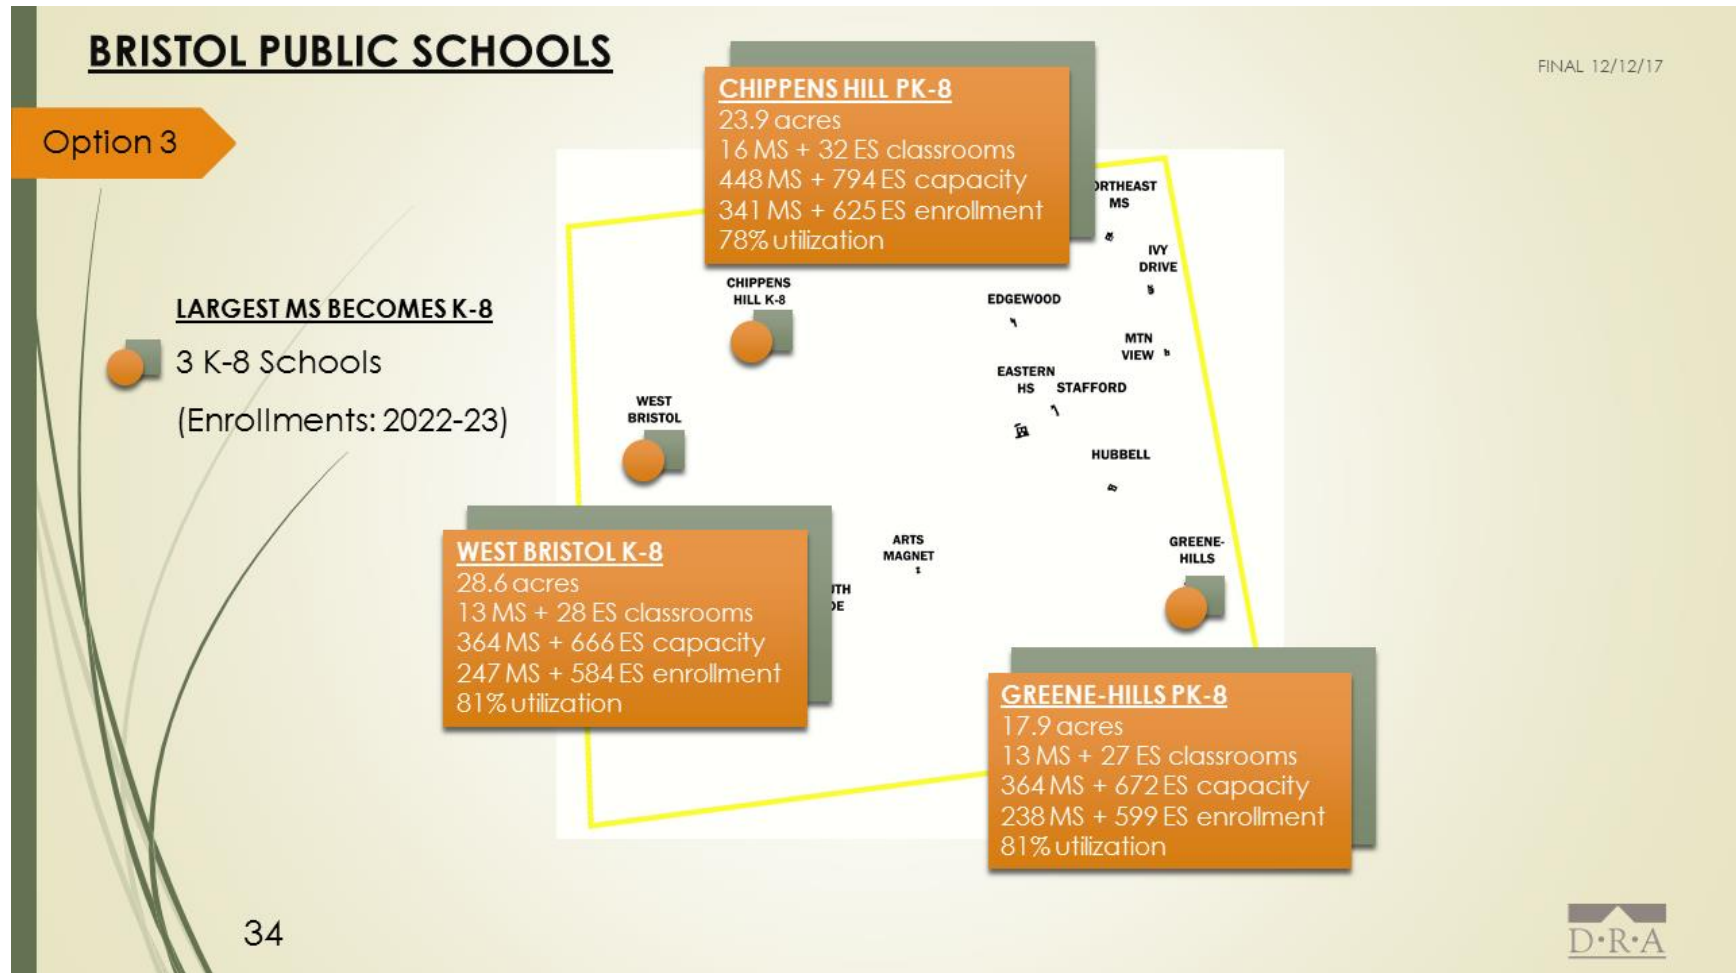 BRISTOL PUBLIC SCHOOLS
FINAL 12/12/17
Option 3
CHIPPENS HILL PK-8
23.9 acres
16 MS + 32 ES classrooms
448 MS + 794 ES capacity
341 MS + 625 ES enrollment
78% utilization
LARGEST MS BECOMES K-8
3 K-8 Schools
(Enrollments: 2022-23)
MS
IVY
DRIVE
CHIPPENS
HILL K-8
EDGEWOOD
MTN
VIEW
EASTERN
HS
STAFFORD
WEST
BRISTOL
HUBBELL
ARTS
MAGNET
GREENE-
HILLS
WEST BRISTOL K-8
28.6 acres
13 MS + 28 ES classrooms
364 MS + 666 ES capacity
247 MS + 584 ES enrollment
81% utilization
GREENE-HILLS PK-8
17.9 acres
13 MS + 27 ES classrooms
364 MS + 672 ES capacity
238 MS + 599 ES enrollment
81% utilization
34
D·R·A